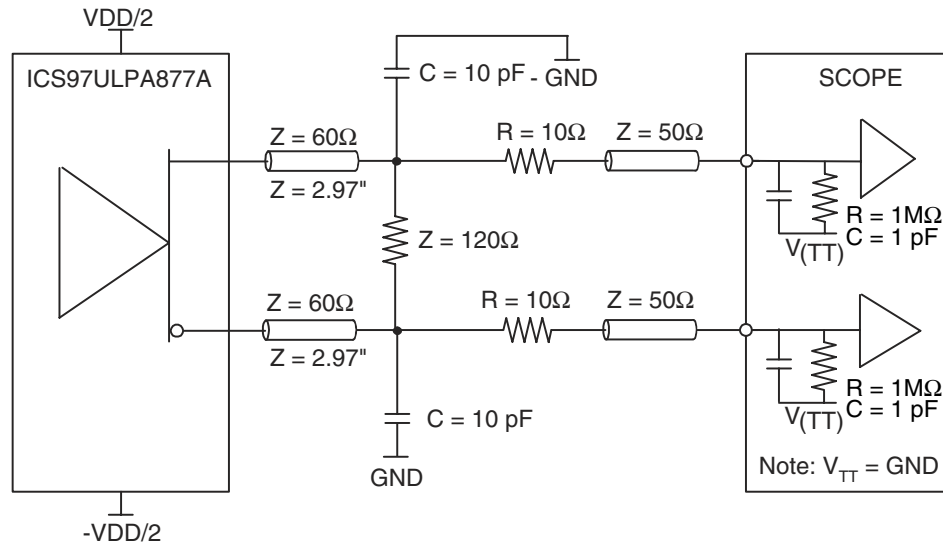 VDD/2
ICS97ULPA877A
C = 10 pF
- GND
SCOPE
Z = 60Ω
R = 10Ω
Z = 50Ω
Z = 2.97"
R = 1MΩ
C = 1 pF
V(TT)
Z = 120Ω
Z = 60Ω
R = 10Ω
Z = 50Ω
Z = 2.97"
R = 1MΩ
C = 1 pF
V(TT)
C = 10 pF
GND
Note: VTT = GND
-VDD/2